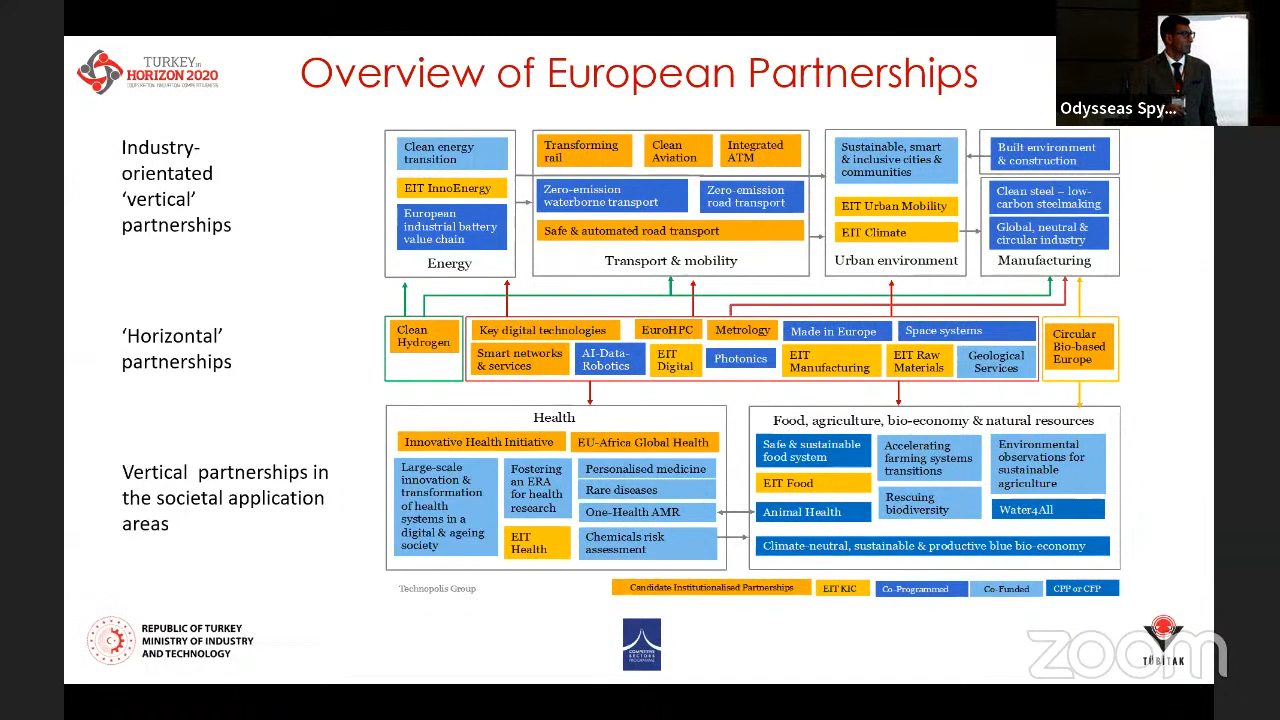 TURKEY in
HORIZON 2020
COOPERATION INNOVATION COMPETITIVENESS
Overview of European Partnerships
Odysseas Spy...
Industry-
orientated
‘vertical’
partnerships
Clean energy
transition
EIT InnoEnergy
European
industrial battery
value chain
Energy
Transforming
rail
Clean
Aviation
Integrated
ATM
Zero-emission
waterborne transport
Zero-emission
road transport
Safe & automated road transport
Transport & mobility
Sustainable, smart
& inclusive cities &
communities
EIT Urban Mobility
EIT Climate
Urban environment
Built environment
& construction
Clean steel – low-
carbon steelmaking
Global, neutral &
circular industry
Manufacturing
‘Horizontal’
partnerships
Clean
Hydrogen
Key digital technologies
EuroHPC
Metrology
Made in Europe
Space systems
Smart networks
& services
AI-Data-
Robotics
EIT
Digital
Photonics
EIT
Manufacturing
EIT Raw
Materials
Geological
Services
Circular
Bio-based
Europe
Vertical partnerships in
the societal application
areas
Health
Innovative Health Initiative
EU-Africa Global Health
Large-scale
innovation &
transformation
of health
systems in a
digital & ageing
society
Fostering
an ERA
for health
research
EIT
Health
Personalised medicine
Rare diseases
One-Health AMR
Chemicals risk
assessment
Food, agriculture, bio-economy & natural resources
Safe & sustainable
food system
EIT Food
Animal Health
Accelerating
farming systems
transitions
Rescuing
biodiversity
Environmental
observations for
sustainable
agriculture
Water4All
Climate-neutral, sustainable & productive blue bio-economy
Technopolis Group
Candidate Institutionalised Partnerships
EIT KIC
Co-Programmed
Co-Funded
CPP or CFP
REPUBLIC OF TURKEY
MINISTRY OF INDUSTRY
AND TECHNOLOGY
COMPETITIVE
SECTORS
PROGRAMME
zoom
TÜBİTAK